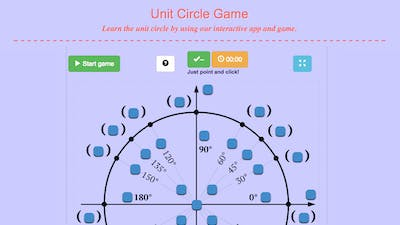 Unit Circle Game
Learn the unit circle by using our interactive app and game.
Start game
?
00:00
Just point and click!
( )
( ) ( )
( ) ( )
( ) ( )
90°
120° 60°
135° 45°
150° 30°
180° 0°
( ) ( )